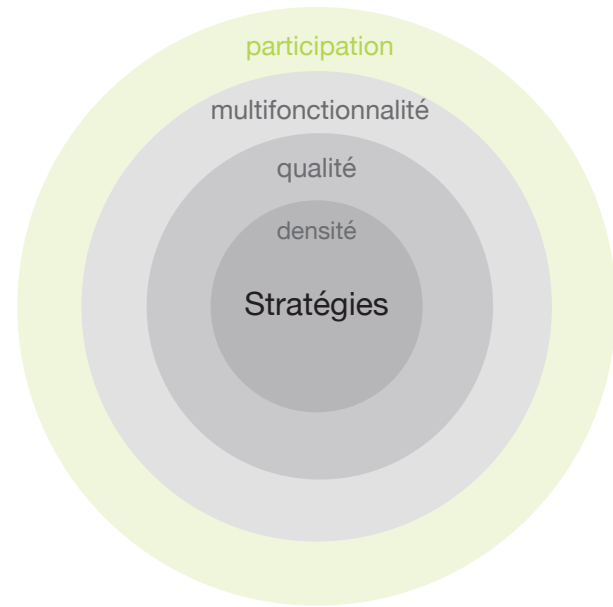 participation
multifonctionnalité
qualité
densité
Stratégies